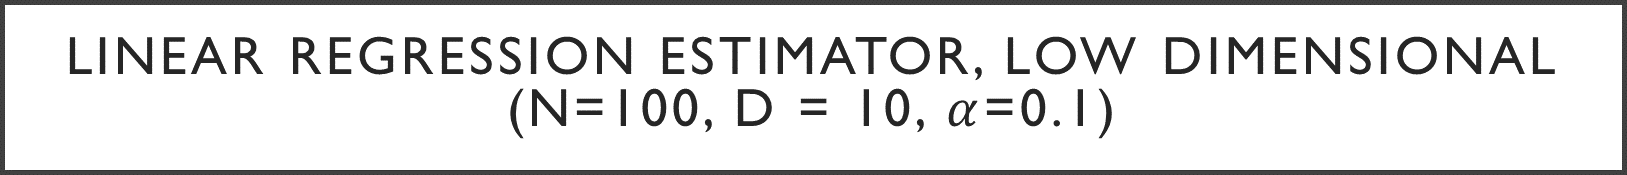 LINEAR REGRESSION ESTIMATOR, LOW DIMENSIONAL
(N=100, D = 10, 𝛼=0.1)